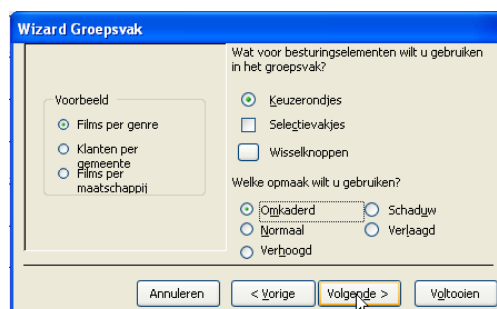 Wizard Groepsvak
Wat voor besturingselementen wilt u gebruiken
in het groepsvak?
Voorbeeld
Films per genre
Klanten per
gemeente
Films per
maatschappij
Keuzerondjes
Selectievakjes
Wisselknoppen
Welke opmaak wilt u gebruiken?
Omkaderd
Schaduw
Normaal
Verlaagd
Verhoogd
Annuleren
< Vorige
Volgende >
Voltooien